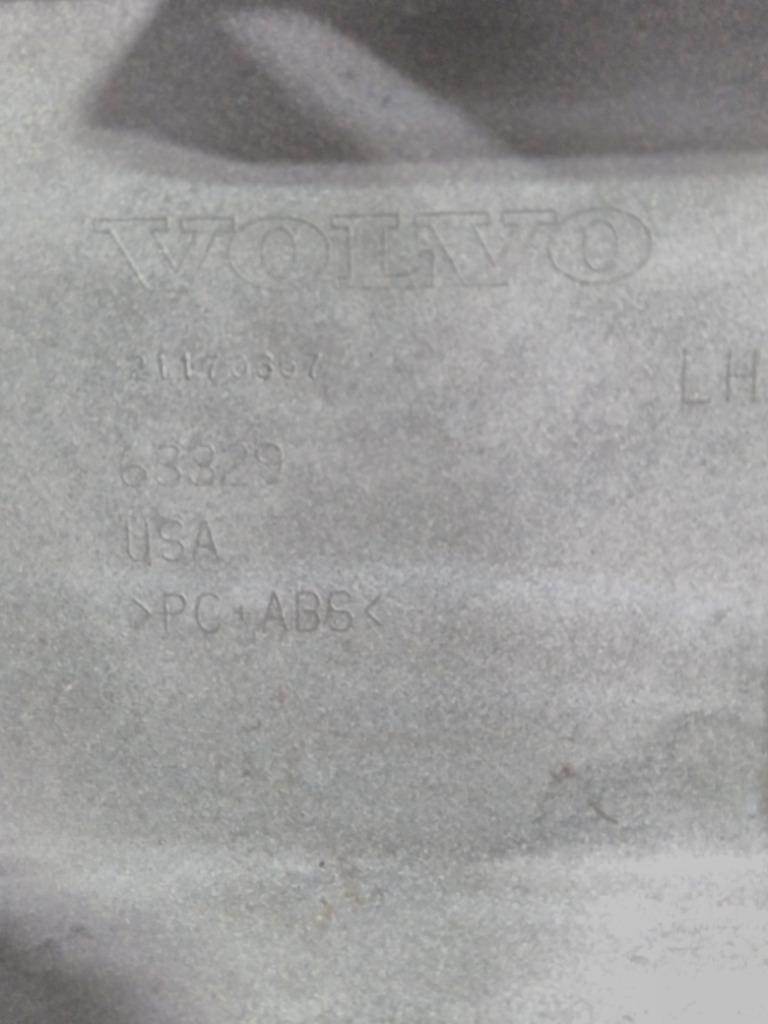 VOLVO
LH
63329
USA
>PC+ABS<